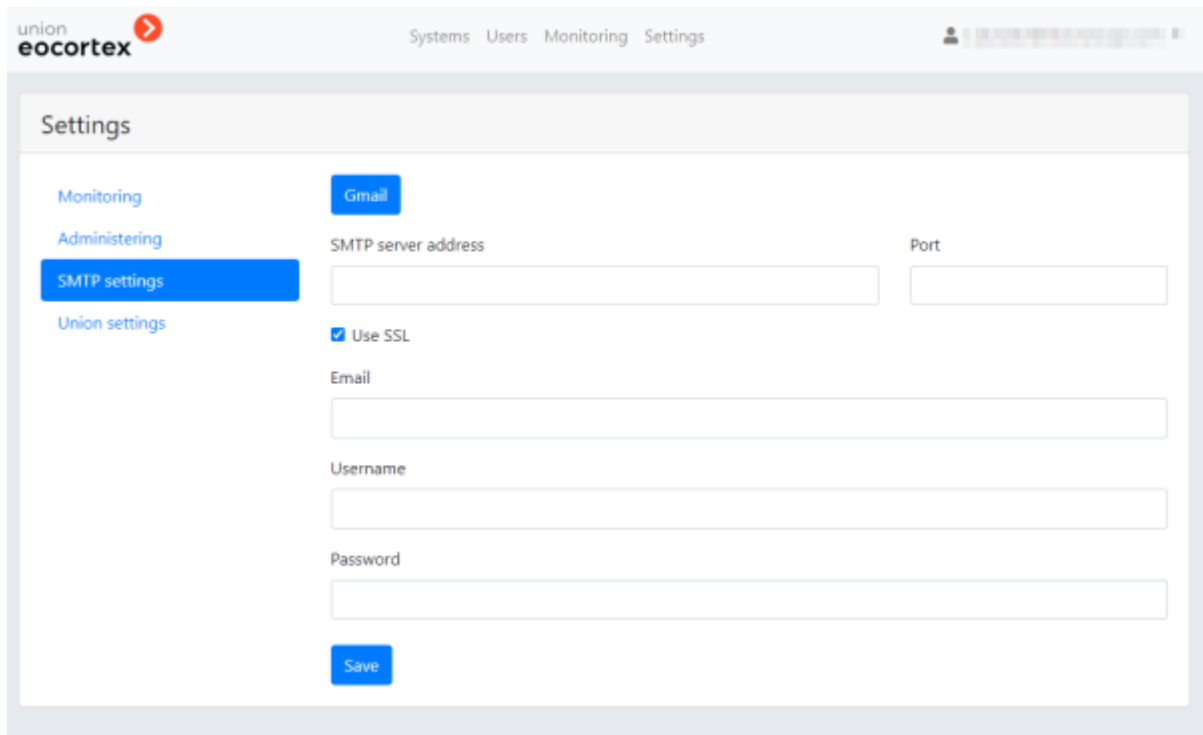 union
eocortex
Systems Users Monitoring Settings
Settings
Monitoring
Administering
SMTP settings
Union settings
Gmail
SMTP server address
Port
Use SSL
Email
Username
Password
Save